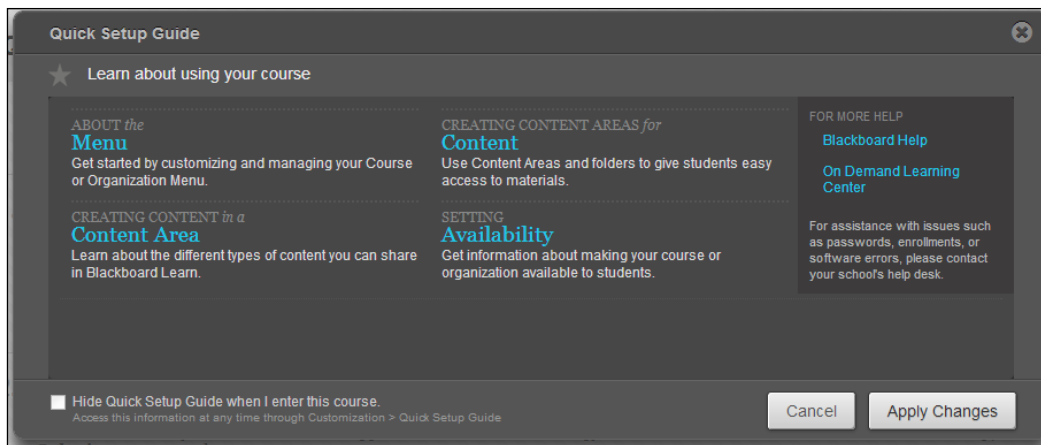 Quick Setup Guide
Learn about using your course
ABOUT the
Menu
Get started by customizing and managing your Course
or Organization Menu.
CREATING CONTENT AREAS for
Content
Use Content Areas and folders to give students easy
access to materials.
CREATING CONTENT in a
Content Area
Learn about the different types of content you can share
in Blackboard Learn.
SETTING
Availability
Get information about making your course or
organization available to students.
FOR MORE HELP
Blackboard Help
On Demand Learning
Center
For assistance with issues such
as passwords, enrollments, or
software errors, please contact
your school's help desk.
Hide Quick Setup Guide when I enter this course.
Access this information at any time through Customization > Quick Setup Guide
Cancel
Apply Changes